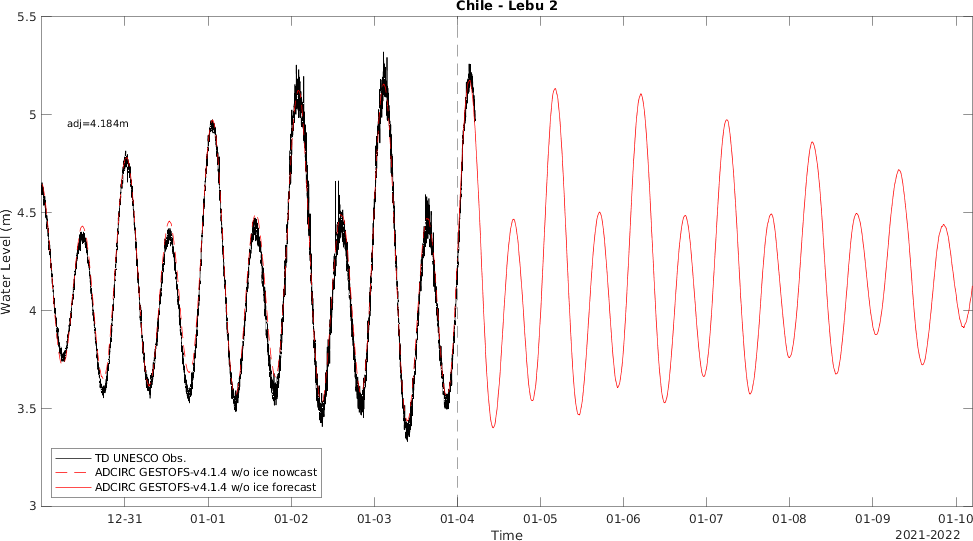 Chile - Lebu 2
5.5
5
4.5
4
3.5
3
Water Level (m)
adj=4.184m
TD UNESCO Obs.
ADCIRC GESTOFS-v4.1.4 w/o ice nowcast
ADCIRC GESTOFS-v4.1.4 w/o ice forecast
12-31 01-01 01-02 01-03 01-04 01-05 01-06 01-07 01-08 01-09 01-10
Time
2021-2022